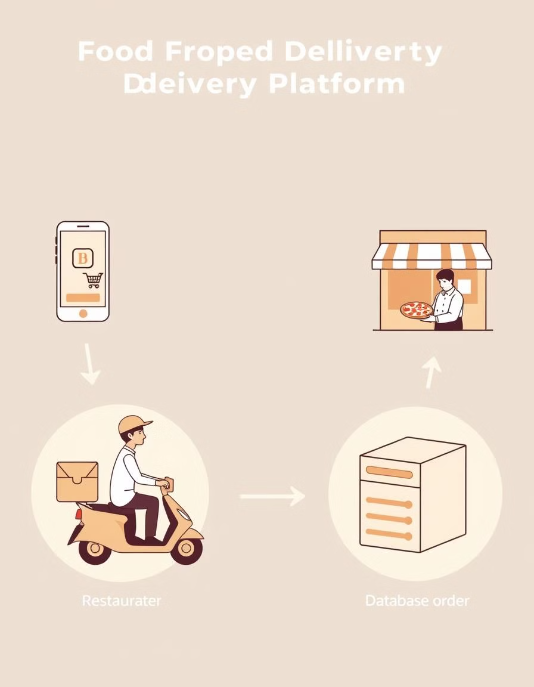 Food Froped Delliverty
Ddeivery Platform
B
Restaurater
Database order